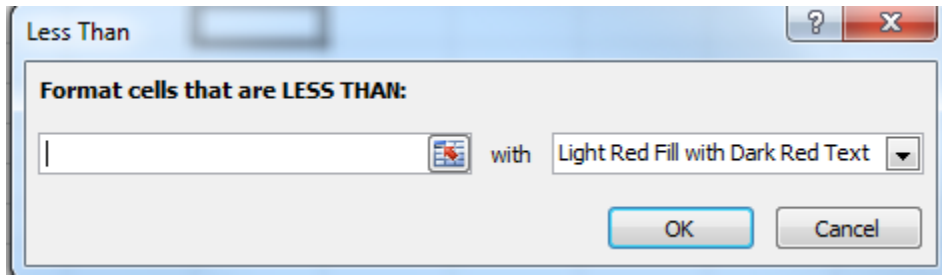 Less Than
?
Format cells that are LESS THAN:
with Light Red Fill with Dark Red Text
OK Cancel